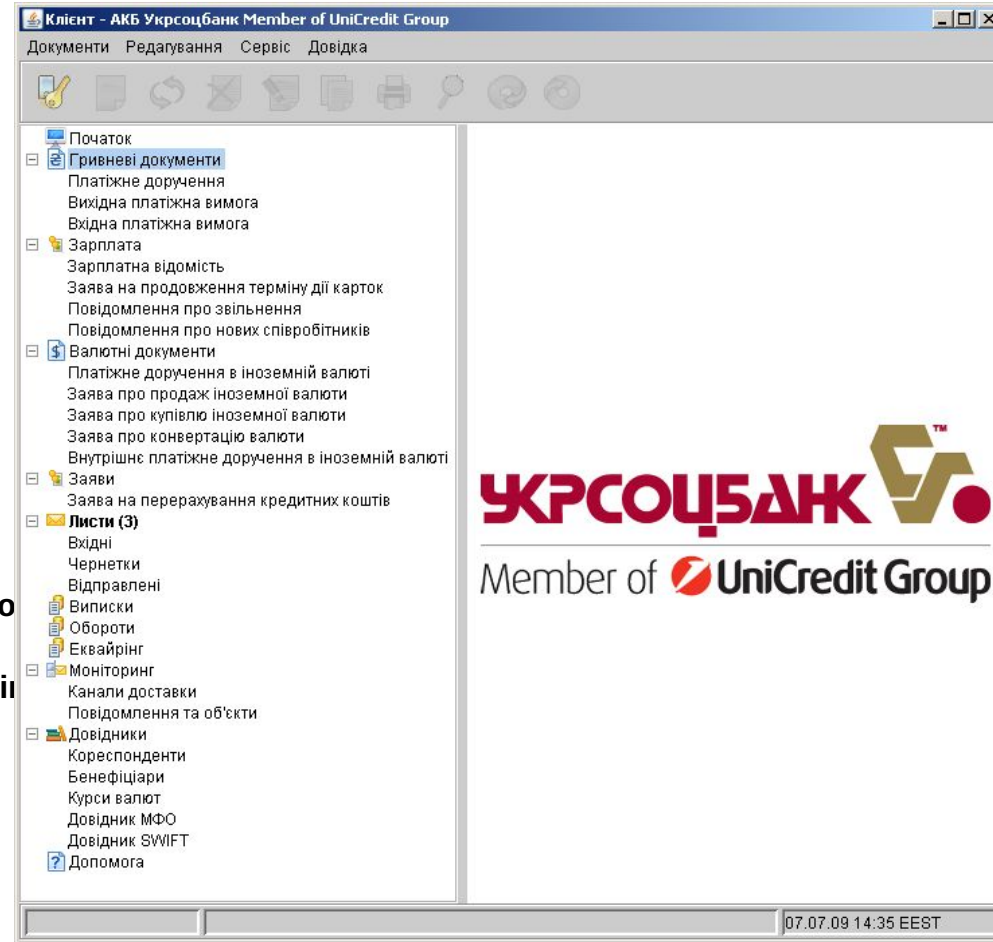 Клієнт - АКБ Укрсоцбанк Member of UniCredit Group
Документи Редагування Сервіс Довідка
Початок
Гривневі документи
Платіжне доручення
Вихідна платіжна вимога
Вхідна платіжна вимога
Зарплата
Зарплатна відомість
Заява на продовження терміну дії карток
Повідомлення про звільнення
Повідомлення про нових співробітників
Валютні документи
Платіжне доручення в іноземній валюті
Заява про продаж іноземної валюти
Заява про купівлю іноземної валюти
Заява про конвертацію валюти
Внутрішнє платіжне доручення в іноземній валюті
Заяви
Заява на перерахування кредитних коштів
Листи (3)
Вхідні
Чернетки
Відправлені
Виписки
Обороти
Еквайрінг
Моніторинг
Канали доставки
Повідомлення та об'єкти
Довідники
Кореспонденти
Бенефіціари
Курси валют
Довідник МФО
Довідник SWIFT
Допомога
УКРСОЦБАНК TM
Member of UniCredit Group
07.07.09 14:35 EEST